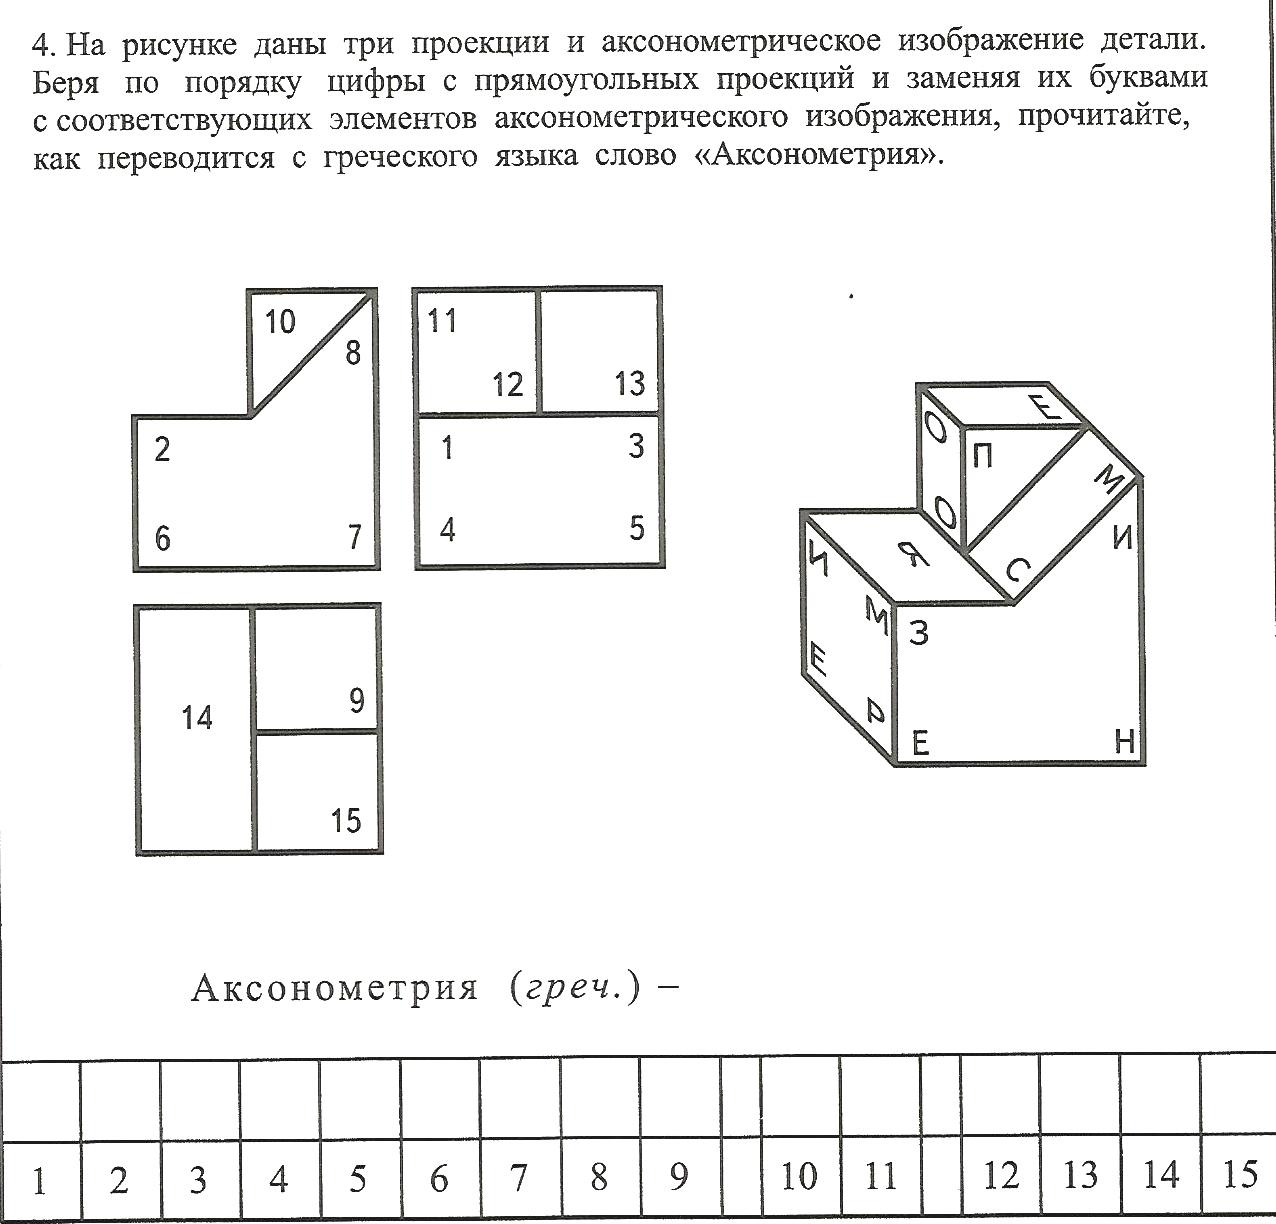 4. На рисунке даны три проекции и аксонометрическое изображение детали.
Беря по порядку цифры с прямоугольных проекций и заменяя их буквами
с соответствующих элементов аксонометрического изображения, прочитайте,
как переводится с греческого языка слово «Аксонометрия».
10
8
2
6
7
11
12
13
1
3
4
5
14
9
15
Е
О
П
О
М
С
И
Я
И
М
З
Е
Р
Е
Н
Аксонометрия (греч.) –
1 2 3 4 5 6 7 8 9 10 11 12 13 14 15